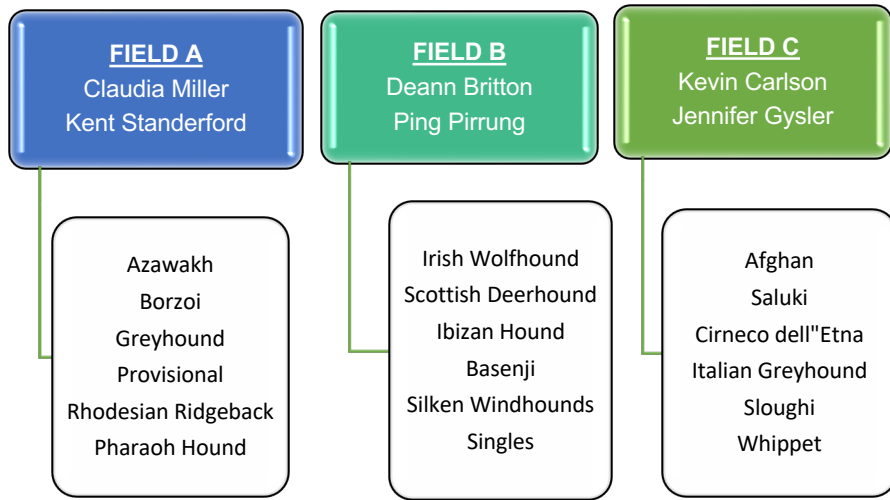 FIELD A
Claudia Miller
Kent Standerford
Azawakh
Borzoi
Greyhound
Provisional
Rhodesian Ridgeback
Pharaoh Hound
FIELD B
Deann Britton
Ping Pirrung
Irish Wolfhound
Scottish Deerhound
Ibizan Hound
Basenji
Silken Windhounds
Singles
FIELD C
Kevin Carlson
Jennifer Gysler
Afghan
Saluki
Cirneco dell"Etna
Italian Greyhound
Sloughi
Whippet